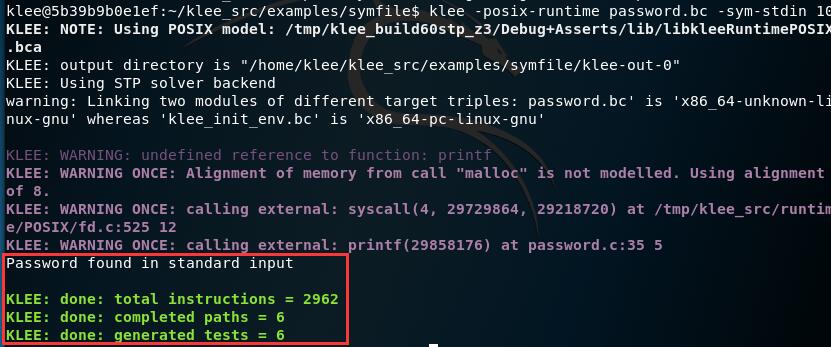 klee@5b39b9b0e1ef:~/klee_src/examples/symfile$ klee -posix-runtime password.bc -sym-stdin 10
KLEE: NOTE: Using POSIX model: /tmp/klee_build60stp_z3/Debug+Asserts/lib/libkleeRuntimePOSIX
.bca
KLEE: output directory is "/home/klee/klee_src/examples/symfile/klee-out-0"
KLEE: Using STP solver backend
warning: Linking two modules of different target triples: password.bc' is 'x86_64-unknown-li
nux-gnu' whereas 'klee_init_env.bc' is 'x86_64-pc-linux-gnu'
KLEE: WARNING: undefined reference to function: printf
KLEE: WARNING ONCE: Alignment of memory from call "malloc" is not modelled. Using alignment
of 8.
KLEE: WARNING ONCE: calling external: syscall(4, 29729864, 29218720) at /tmp/klee_src/runtim
e/POSIX/fd.c:525 12
KLEE: WARNING ONCE: calling external: printf(29858176) at password.c:35 5
Password found in standard input
KLEE: done: total instructions = 2962
KLEE: done: completed paths = 6
KLEE: done: generated tests = 6